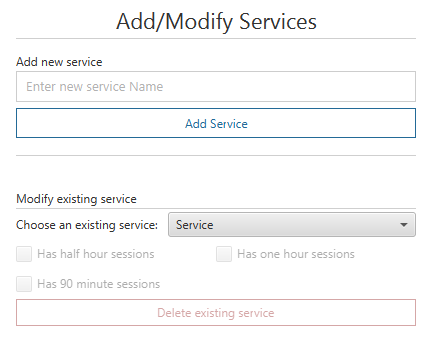 Add/Modify Services
Add new service
Enter new service Name
Add Service
Modify existing service
Choose an existing service: Service
Has half hour sessions Has one hour sessions
Has 90 minute sessions
Delete existing service